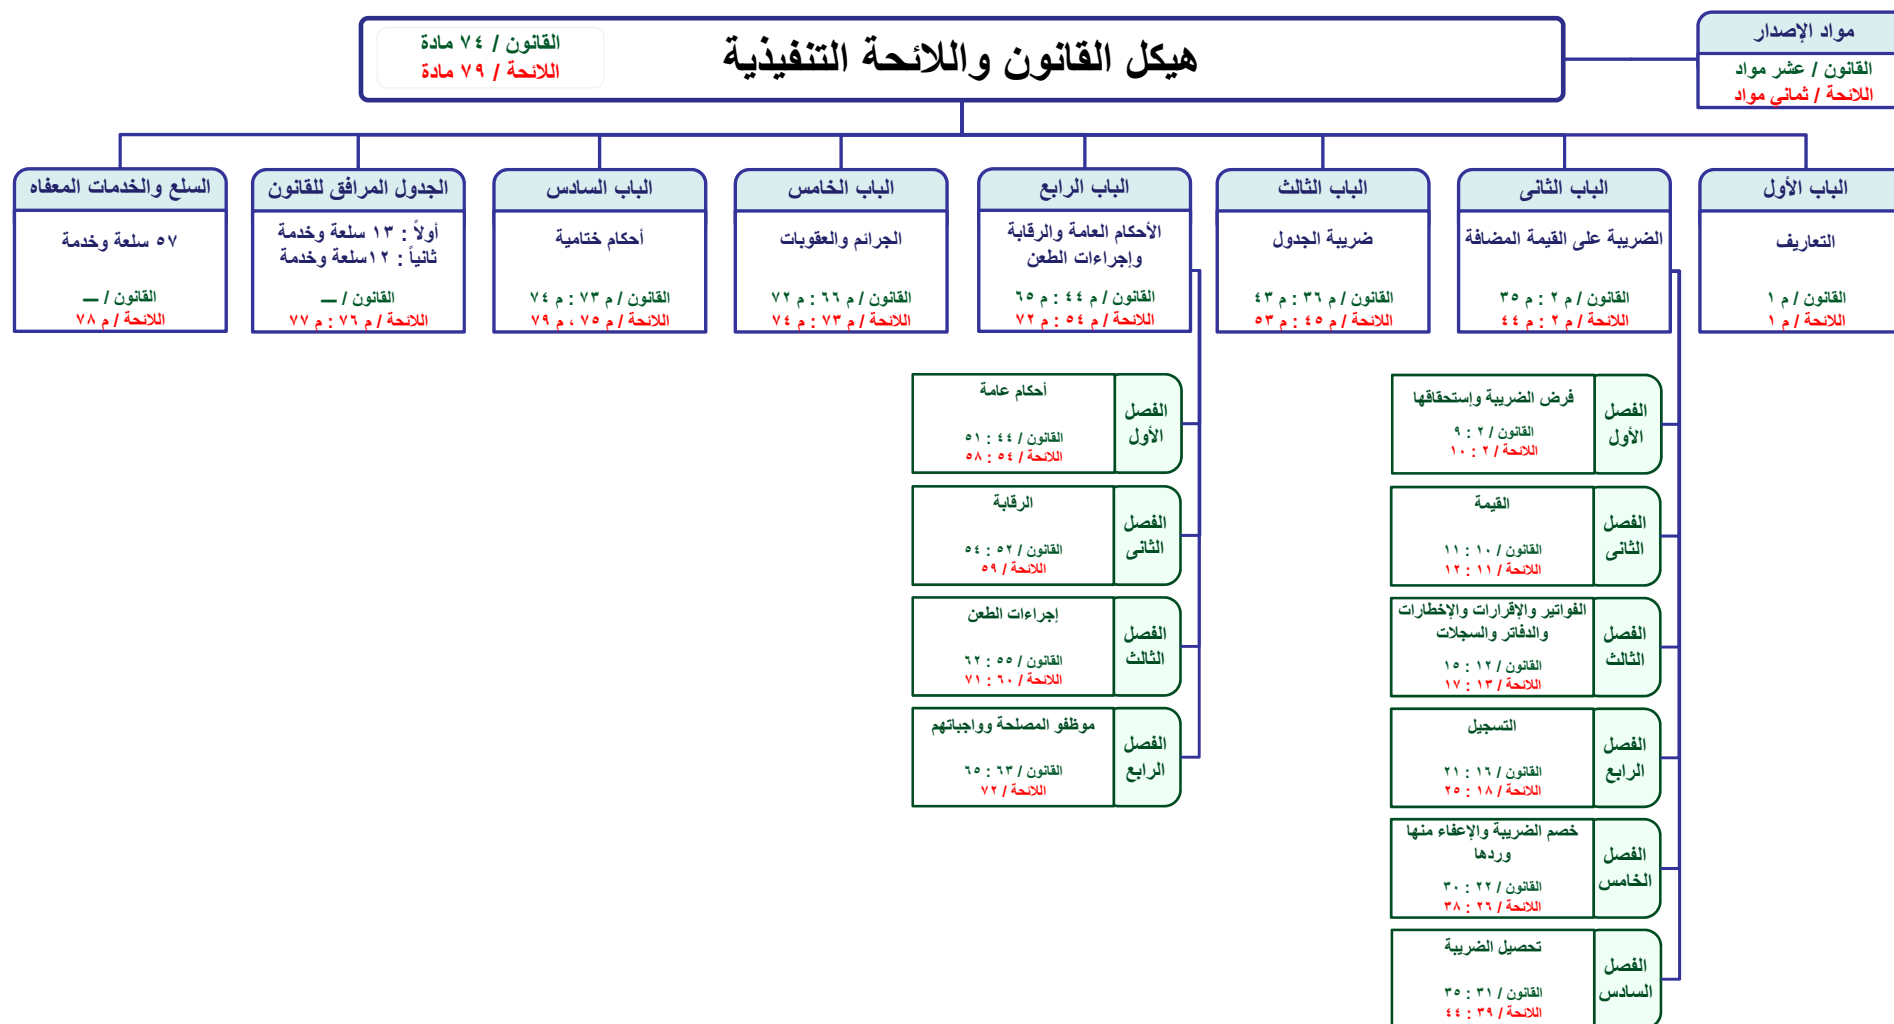 مواد الإصدار
القانون / عشر مواد
اللائحة / ثماني مواد
هيكل القانون واللائحة التنفيذية
القانون / ٧٤ مادة
اللائحة / ٧٩ مادة
الباب الأول
التعاريف
القانون / م ١
اللائحة / م ١
الباب الثانى
الضريبة على القيمة المضافة
القانون / م ٢ : م ٣٥
اللائحة / م ٢ : م ٤٤
الباب الثالث
ضريبة الجدول
القانون / م ٣٦ : م ٤٣
اللائحة / م ٤٥ : م ٥٣
الباب الرابع
الأحكام العامة والرقابة
وإجراءات الطعن
القانون / م ٤٤ : م ٦٥
اللائحة / م ٥٤ : م ٧٢
الباب الخامس
الجرائم والعقوبات
القانون / م ٦٦ : م ٧٢
اللائحة / م ٧٣ : م ٧٤
الباب السادس
أحكام ختامية
القانون / م ٧٣ : م ٧٤
اللائحة / م ٧٥ ، م ٧٩
الجدول المرافق للقانون
أولاً : ١٣ سلعة وخدمة
ثانياً : ١٢سلعة وخدمة
القانون / —
اللائحة / م ٧٦ : م ٧٧
السلع والخدمات المعفاه
٥٧ سلعة وخدمة
القانون / —
اللائحة / م ٧٨
الفصل
الأول
فرض الضريبة وإستحقاقها
القانون / ٢ : ٩
اللائحة / ٢ : ١٠
الفصل
الثانى
القيمة
القانون / ١٠ : ١١
اللائحة / ١١ : ١٢
الفصل
الثالث
الفواتير والإقرارات والإخطارات
والدفاتر والسجلات
القانون / ١٢ : ١٥
اللائحة / ١٣ : ١٧
الفصل
الرابع
التسجيل
القانون / ١٦ : ٢١
اللائحة / ١٨ : ٢٥
الفصل
الخامس
خصم الضريبة والإعفاء منها
وردها
القانون / ٢٢ : ٣٠
اللائحة / ٢٦ : ٣٨
الفصل
السادس
تحصيل الضريبة
القانون / ٣١ : ٣٥
اللائحة / ٣٩ : ٤٤
الفصل
الأول
أحكام عامة
القانون / ٤٤ : ٥١
اللائحة / ٥٤ : ٥٨
الفصل
الثانى
الرقابة
القانون / ٥٢ : ٥٤
اللائحة / ٥٩
الفصل
الثالث
إجراءات الطعن
القانون / ٥٥ : ٦٢
اللائحة / ٦٠ : ٧١
الفصل
الرابع
موظفو المصلحة وواجباتهم
القانون / ٦٣ : ٦٥
اللائحة / ٧٢